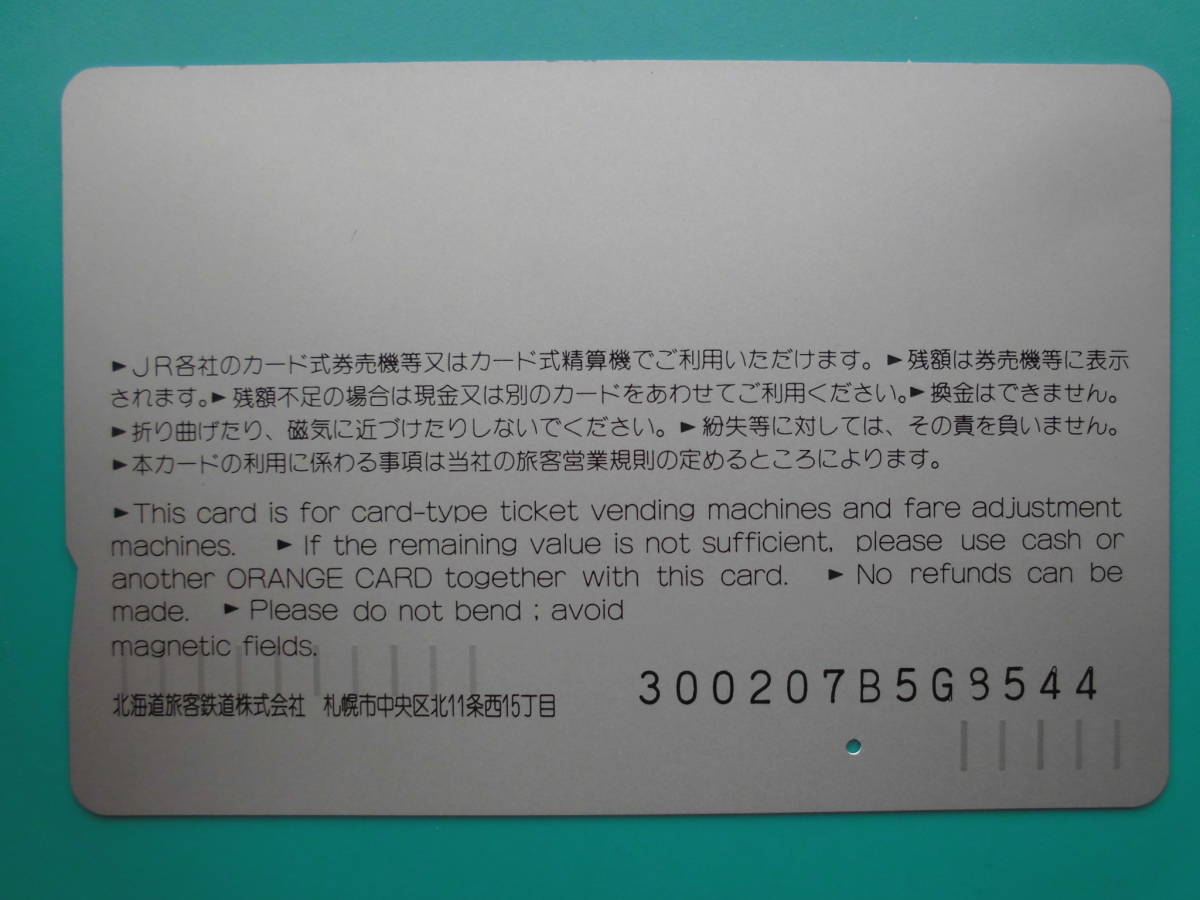 ►JR各社のカード式券売機等又はカード式精算機でご利用いただけます。►残額は券売機等に表示
されます。►残額不足の場合は現金又は別のカードをあわせてご利用ください。►換金はできません。
►折り曲げたり、磁気に近づけたりしないでください。►紛失等に対しては、その責を負いません。
►本カードの利用に係わる事項は当社の旅客営業規則の定めるところによります。
►This card is for card-type ticket vending machines and fare adjustment
machines. ►If the remaining value is not sufficient, please use cash or
another ORANGE CARD together with this card. ►No refunds can be
made. ►Please do not bend ; avoid
magnetic fields.
北海道旅客鉄道株式会社 札幌市中央区北11条西15丁目
300207B5G8544